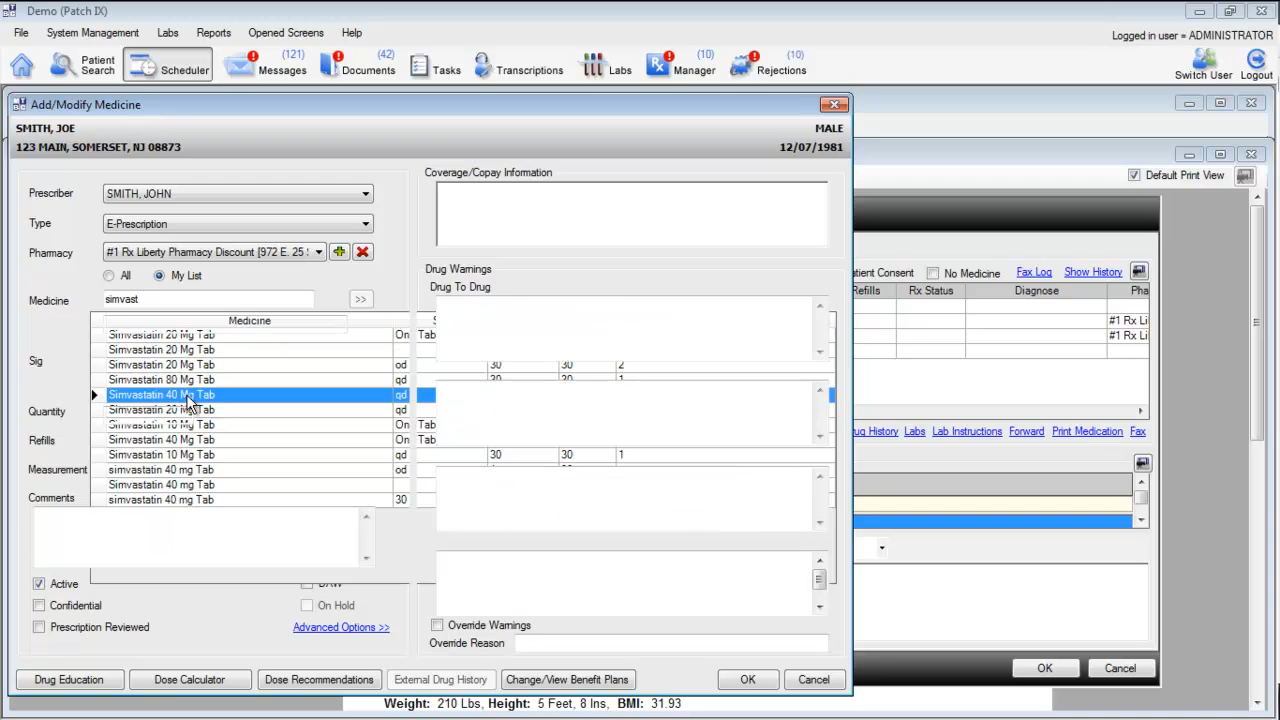 Demo (Patch IX)
File System Management Labs Reports Opened Screens Help
Logged in user = ADMINISTRATOR
Patient Search
Scheduler
(121) Messages
(42) Documents
Tasks
Transcriptions
Labs
(10) Manager
(10) Rejections
Switch User
Logout
Add/Modify Medicine
SMITH, JOE MALE
123 MAIN, SOMERSET, NJ 08873 12/07/1981
Default Print View
Prescriber SMITH, JOHN
Type E-Prescription
Pharmacy #1 Rx Liberty Pharmacy Discount [972 E. 25
All My List
Medicine simvast >>
Medicine
Simvastatin 20 Mg Tab On Tab
Simvastatin 20 Mg Tab
Simvastatin 20 Mg Tab od 30 30 2
Simvastatin 80 Mg Tab qd 30 30 1
Simvastatin 40 Mg Tab qd
Simvastatin 20 Mg Tab qd
Simvastatin 10 Mg Tab On Tab
Simvastatin 40 Mg Tab On Tab
Simvastatin 10 Mg Tab qd 30 30 1
simvastatin 40 mg Tab od
Simvastatin 40 mg Tab
simvastatin 40 mg Tab 30
Sig
Quantity
Refills
Measurement
Comments
Active
DAW
Confidential
On Hold
Prescription Reviewed
Advanced Options >>
Coverage/Copay Information
Drug Warnings
Drug To Drug
Override Warnings
Override Reason
Drug Education Dose Calculator Dose Recommendations External Drug History Change/View Benefit Plans OK Cancel
atient Consent No Medicine Fax Log Show History
Refills Rx Status Diagnose Pha
#1 Rx Li
#1 Rx Li
ug History Labs Lab Instructions Forward Print Medication Fax
OK Cancel
Weight: 210 Lbs, Height: 5 Feet, 8 Ins, BMI: 31.93